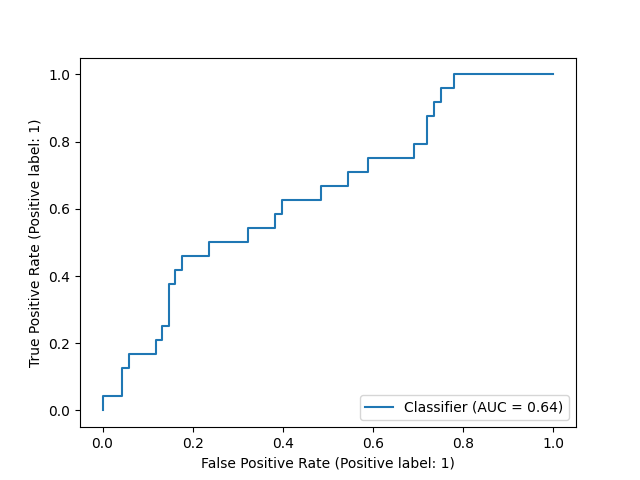 1.0
0.8
0.6
0.4
0.2
0.0
True Positive Rate (Positive label: 1)
Classifier (AUC = 0.64)
0.0 0.2 0.4 0.6 0.8 1.0
False Positive Rate (Positive label: 1)